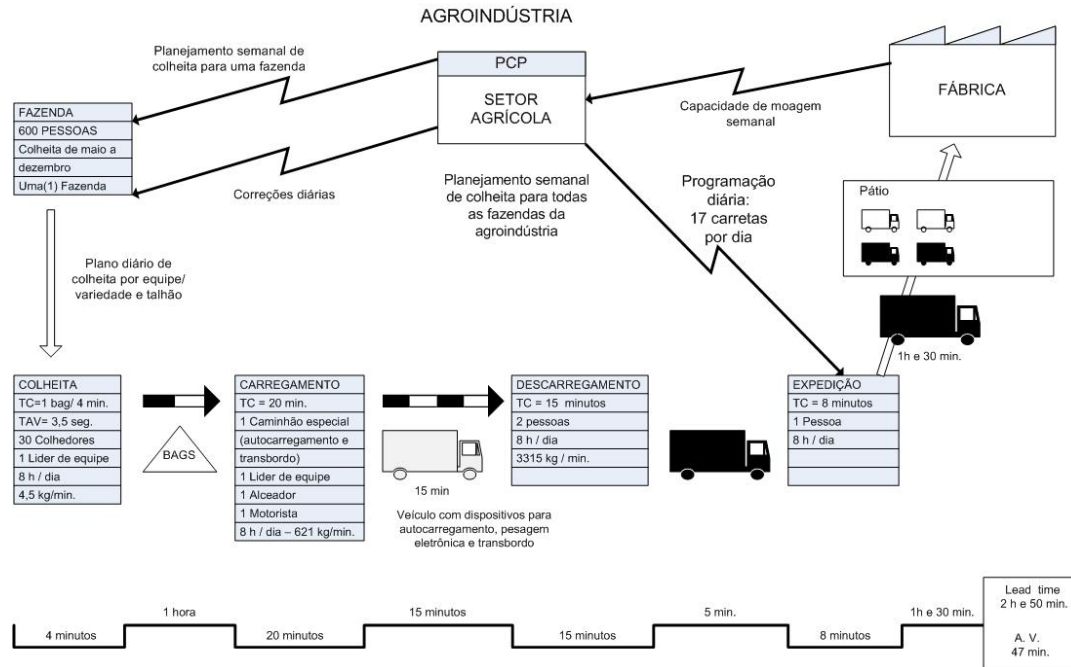 AGROINDÚSTRIA
Planejamento semanal de
colheita para uma fazenda
PCP
SETOR
AGRÍCOLA
FÁBRICA
Capacidade de moagem
semanal
FAZENDA
600 PESSOAS
Colheita de maio a
dezembro
Uma(1) Fazenda
Correções diárias
Planejamento semanal
de colheita para todas
as fazendas da
agroindústria
Programação
diária:
17 carretas
por dia
Pátio
Plano diário de
colheita por equipe/
variedade e talhão
1h e 30 min.
COLHEITA
TC=1 bag/ 4 min.
TAV= 3,5 seg.
30 Colhedores
1 Lider de equipe
8 h / dia
4,5 kg/min.
BAGS
CARREGAMENTO
TC = 20 min.
1 Caminhão especial
(autocarregamento e
transbordo)
1 Lider de equipe
1 Alceador
1 Motorista
8 h / dia – 621 kg/min.
15 min
Veículo com dispositivos para
autocarregamento, pesagem
eletrônica e transbordo
DESCARREGAMENTO
TC = 15 minutos
2 pessoas
8 h / dia
3315 kg / min.
EXPEDIÇÃO
TC = 8 minutos
1 Pessoa
8 h / dia
4 minutos
1 hora
20 minutos
15 minutos
15 minutos
5 min.
8 minutos
1h e 30 min.
Lead time
2 h e 50 min.
A. V.
47 min.